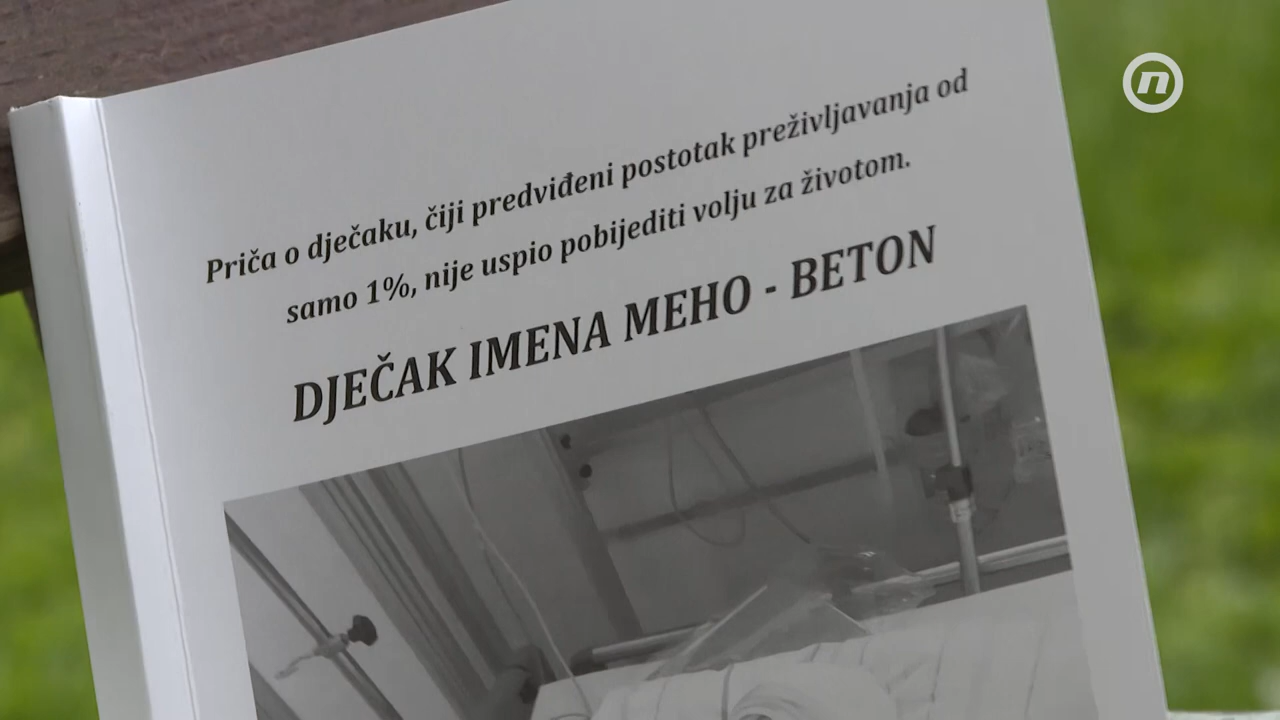 Priča o dječaku, čiji predviđeni postotak preživljavanja od
samo 1%, nije uspio pobijediti volju za životom.
DJEČAK IMENA MEHO - BETON
n